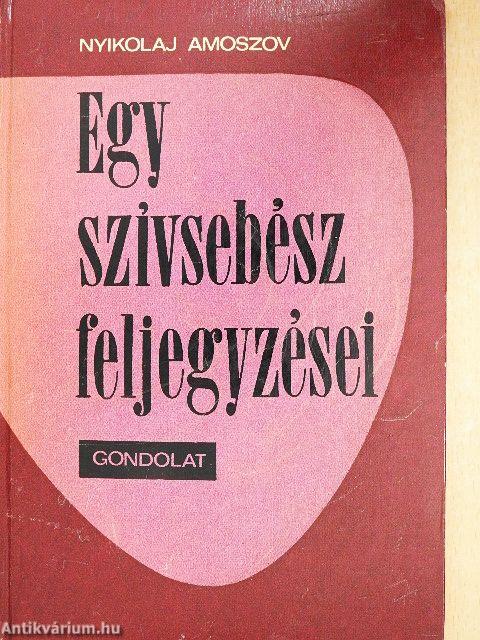 NYIKOLAJ AMOSZOV
Egy
szívsebész
feljegyzései
GONDOLAT
Antikvárium.hu